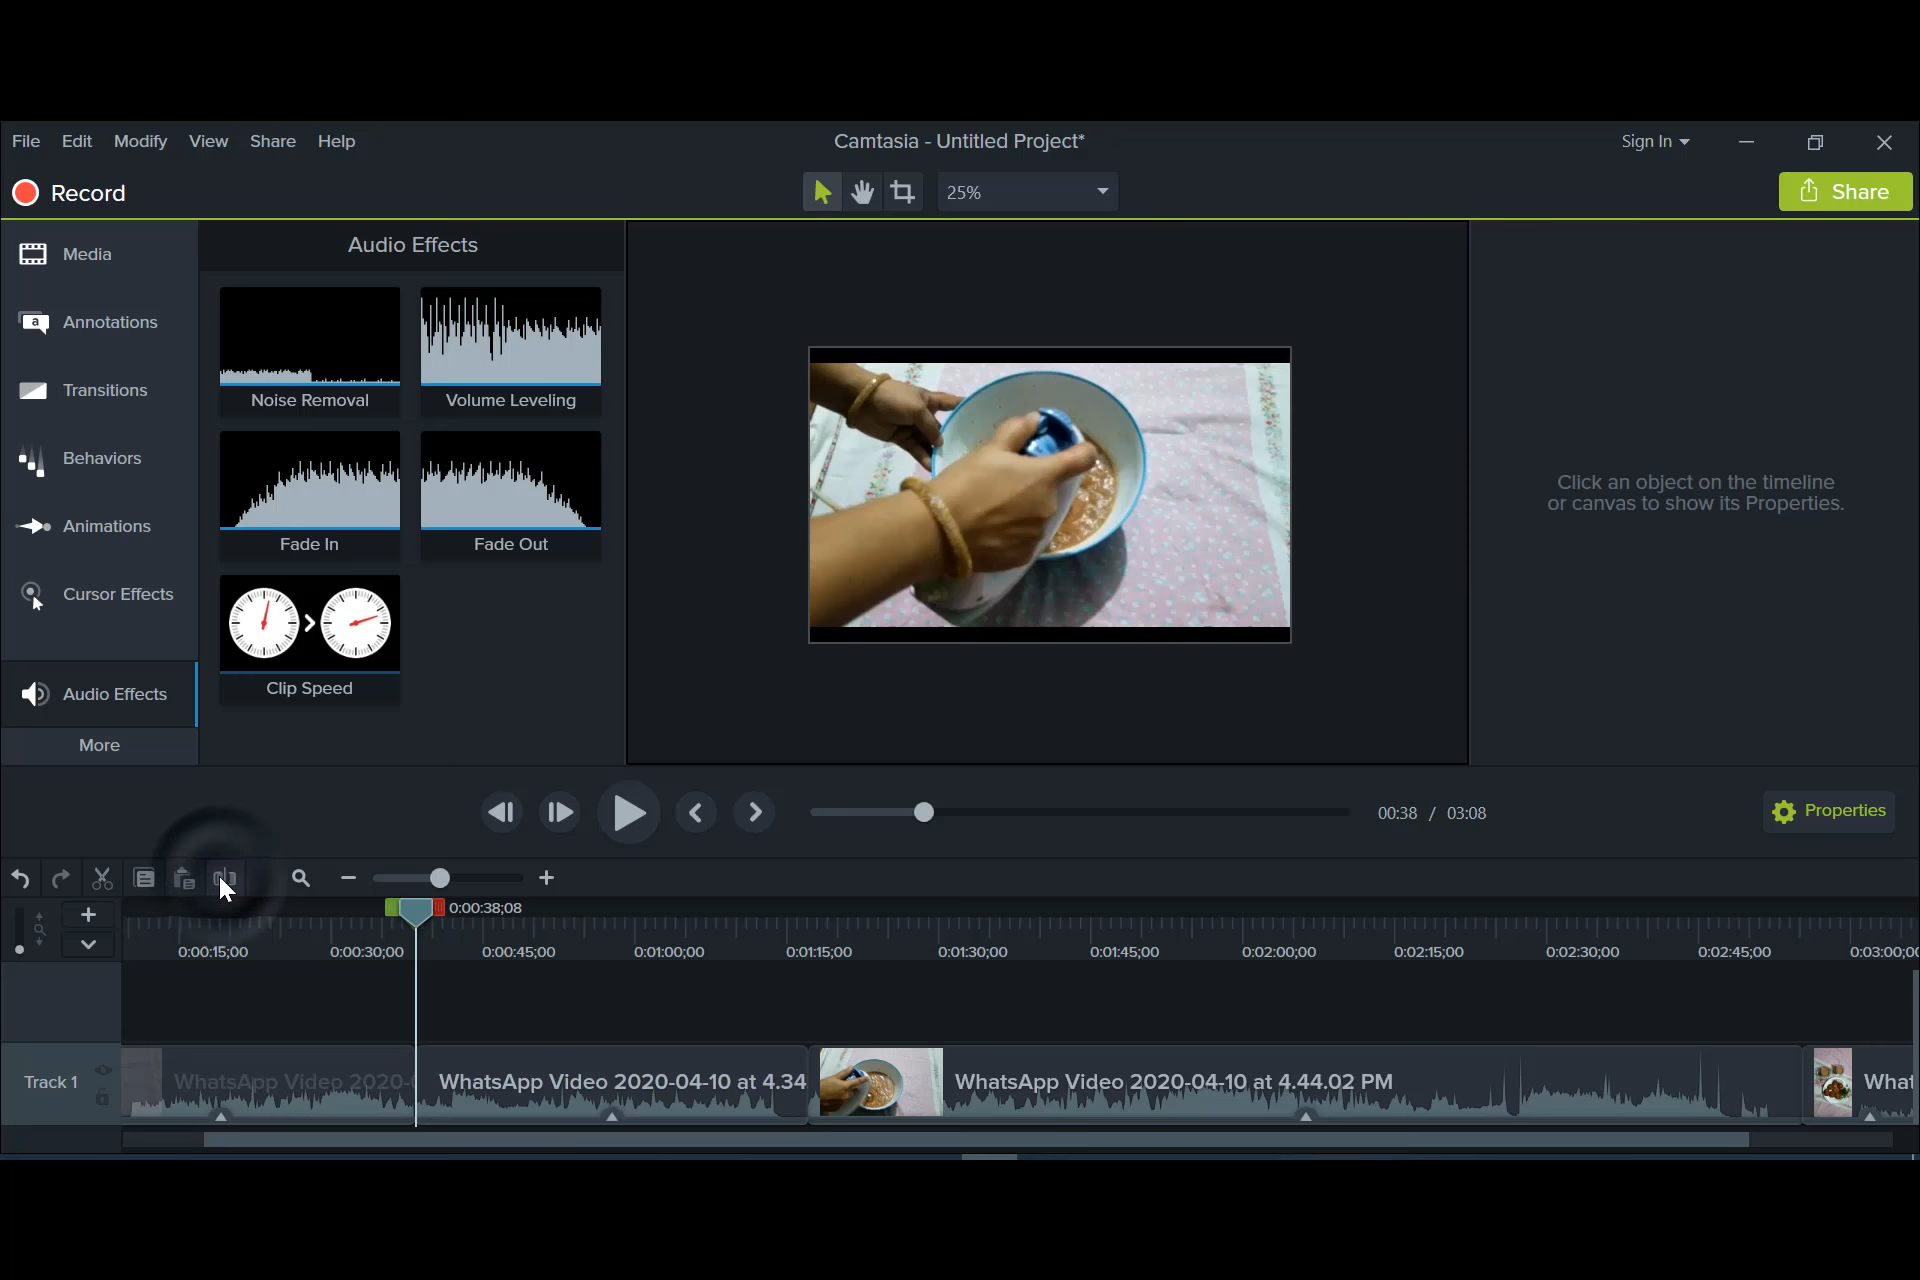 File Edit Modify View Share Help
Camtasia - Untitled Project*
Sign In
Record
25%
Share
Media
Annotations
Transitions
Behaviors
Animations
Cursor Effects
Audio Effects
More
Audio Effects
Noise Removal
Volume Leveling
Fade In
Fade Out
Clip Speed
Click an object on the timeline
or canvas to show its Properties.
00:38 / 03:08
Properties
0:00:38;08
0:00:15;00 0:00:30;00 0:00:45;00 0:01:00;00 0:01:15;00 0:01:30;00 0:01:45;00 0:02:00;00 0:02:15;00 0:02:30;00 0:02:45;00 0:03:00;00
Track 1
WhatsApp Video 2020-0
WhatsApp Video 2020-04-10 at 4.34
WhatsApp Video 2020-04-10 at 4.44.02 PM
What